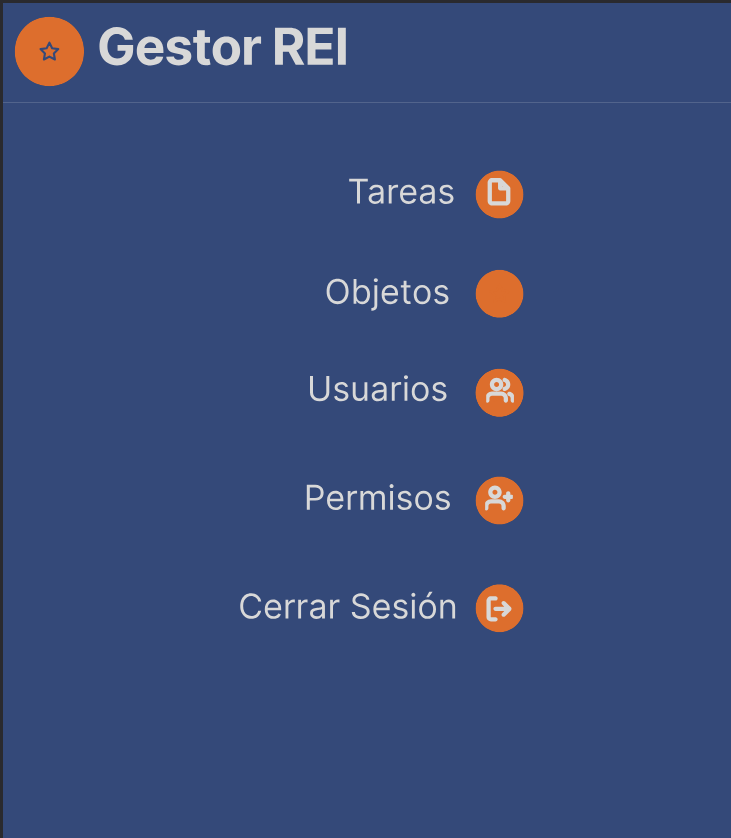 Gestor REI
Tareas
Objetos
Usuarios
Permisos
Cerrar Sesión